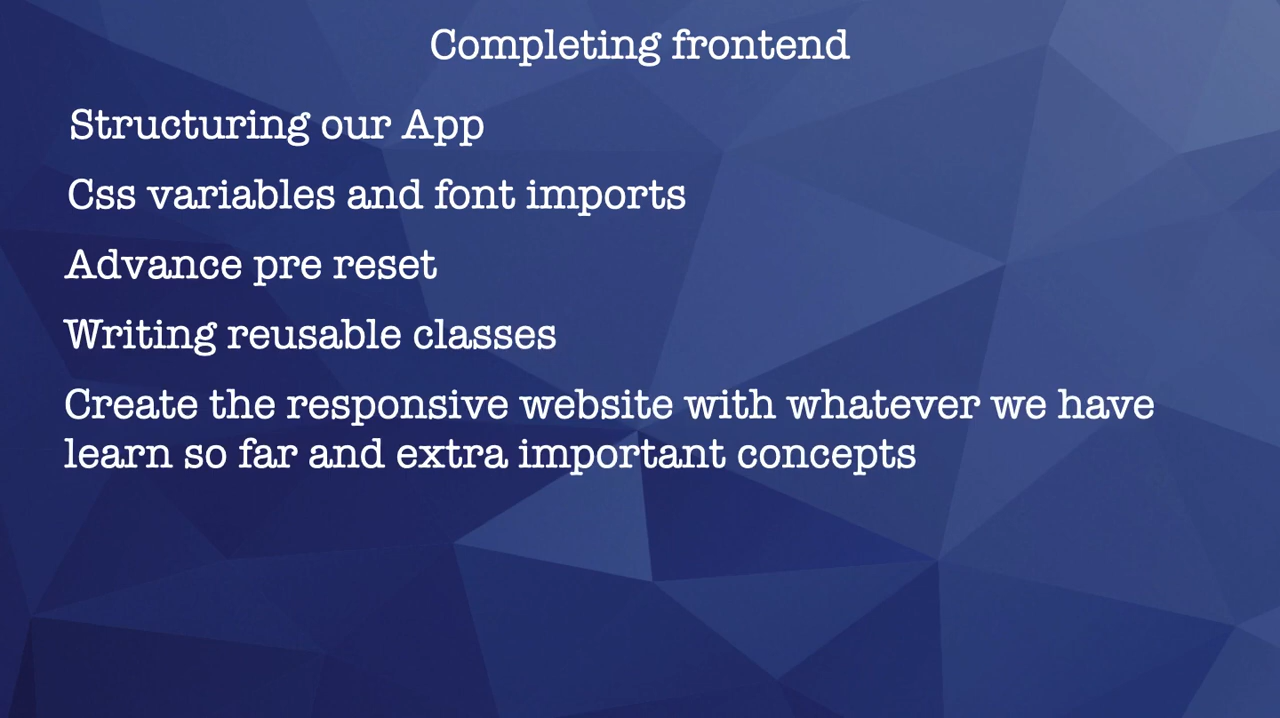 Completing frontend
Structuring our App
Css variables and font imports
Advance pre reset
Writing reusable classes
Create the responsive website with whatever we have
learn so far and extra important concepts